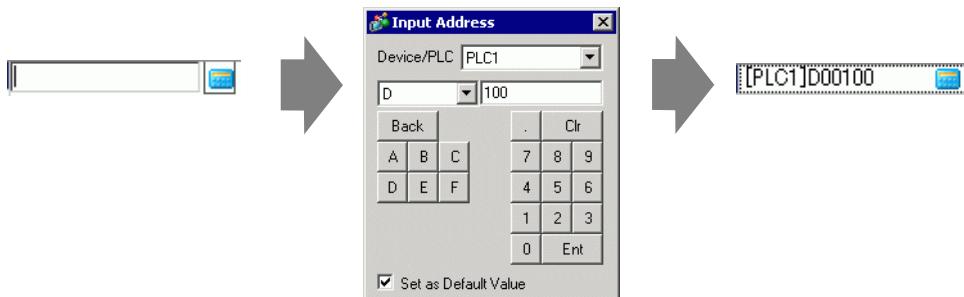 Input Address
Device/PLC PLC1
D 100
Back . Clr
A B C 7 8 9
D E F 4 5 6
1 2 3
0 Ent
Set as Default Value
[PLC1]D00100